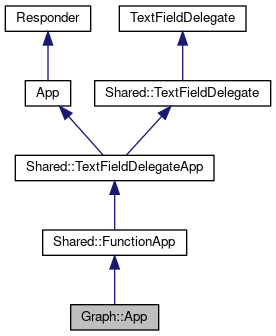 Responder
TextFieldDelegate
App
Shared::TextFieldDelegate
Shared::TextFieldDelegateApp
Shared::FunctionApp
Graph::App